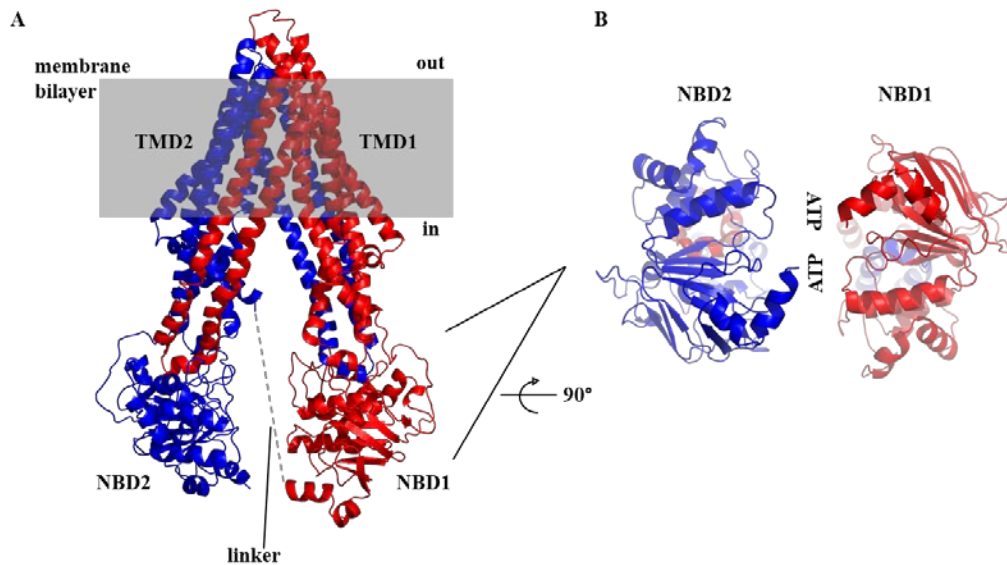 A
membrane
bilayer
out
TMD2
TMD1
in
NBD2
NBD1
linker
90°
B
NBD2
NBD1
ATP
ATP